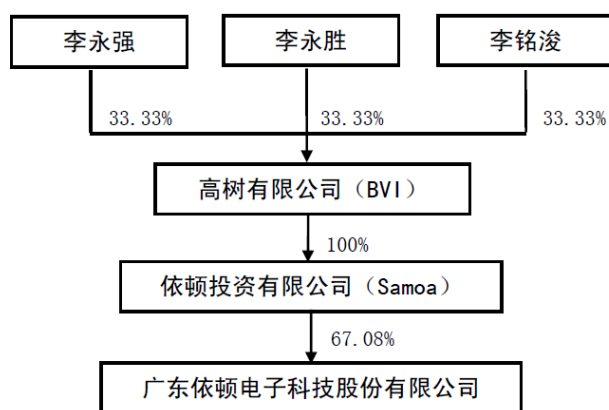 李永强
李永胜
李铭浚
33.33%
33.33%
33.33%
高树有限公司（BVI）
100%
依顿投资有限公司（Samoa）
67.08%
广东依顿电子科技股份有限公司